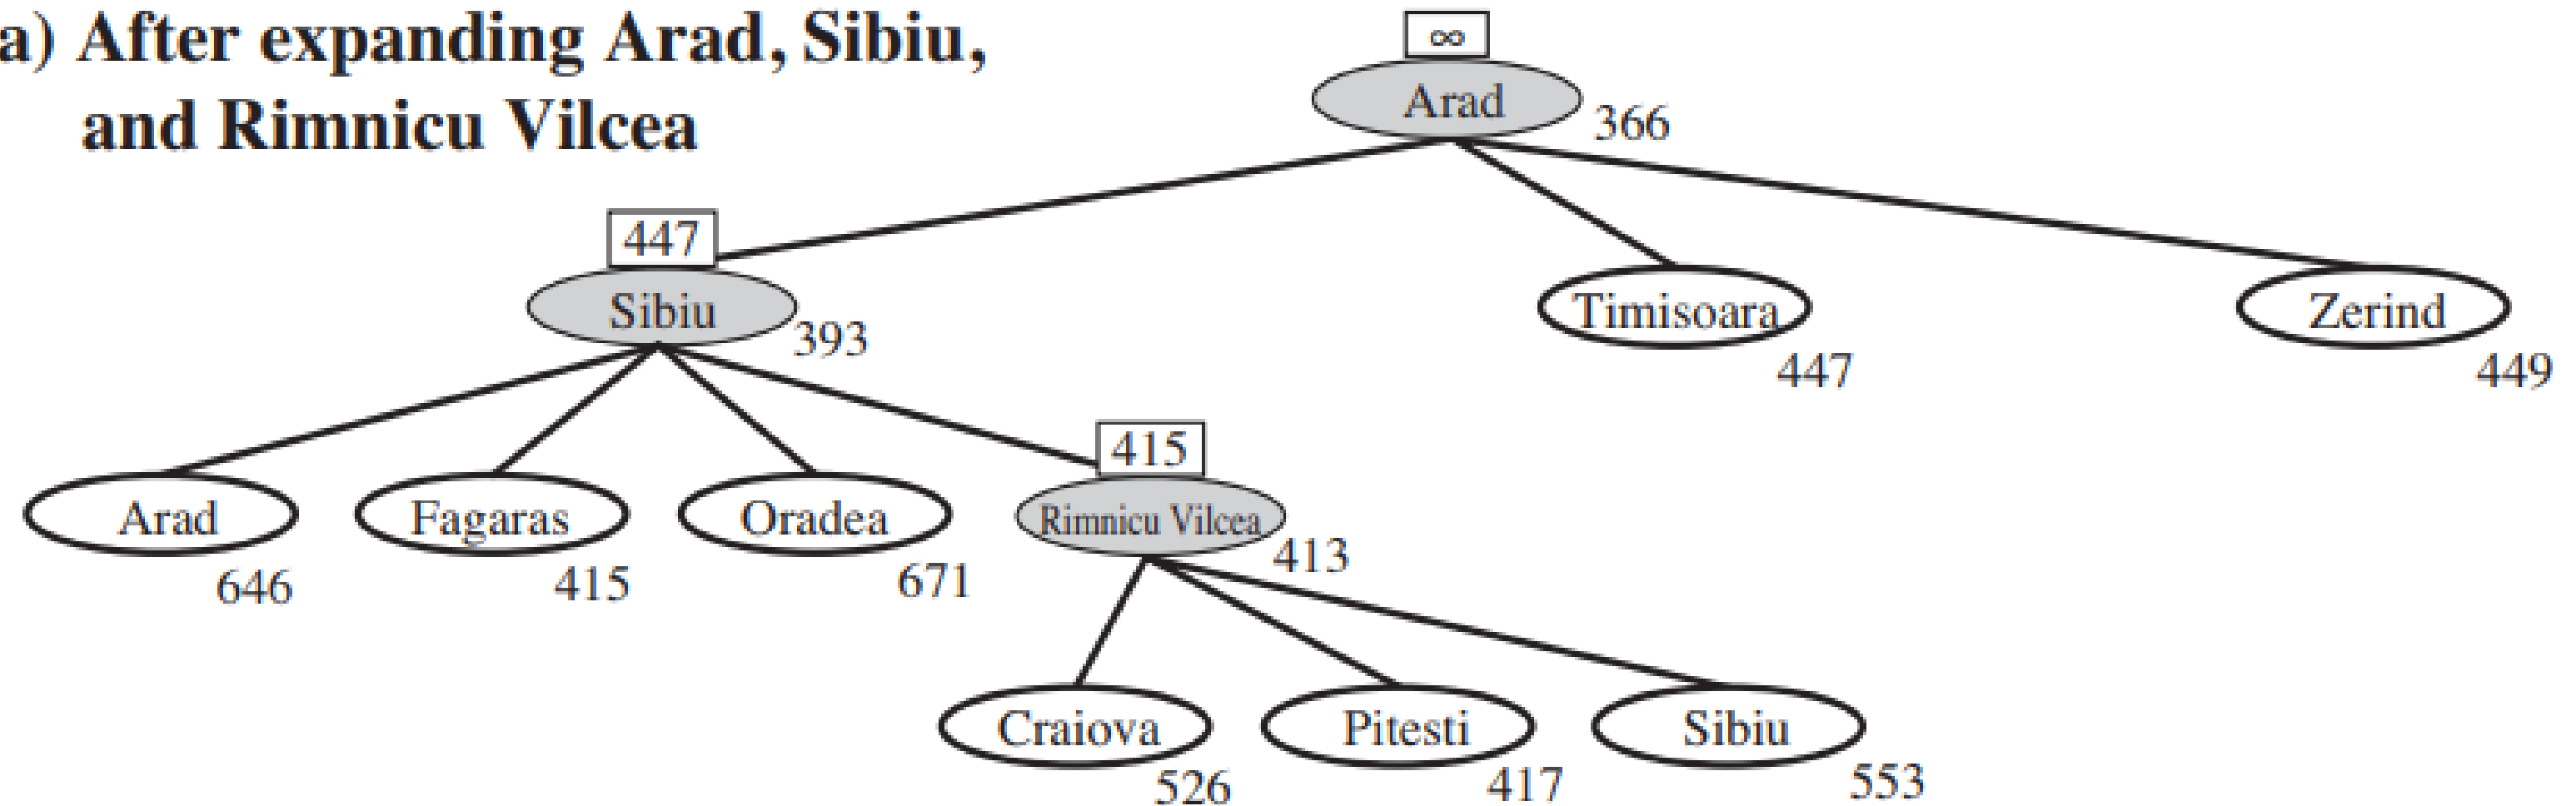 a) After expanding Arad, Sibiu,
and Rimnicu Vilcea
∞
Arad
366
447
Sibiu
393
Timisoara
447
Zerind
449
Arad
646
Fagaras
415
Oradea
671
415
Rimnicu Vilcea
413
Craiova
526
Pitesti
417
Sibiu
553